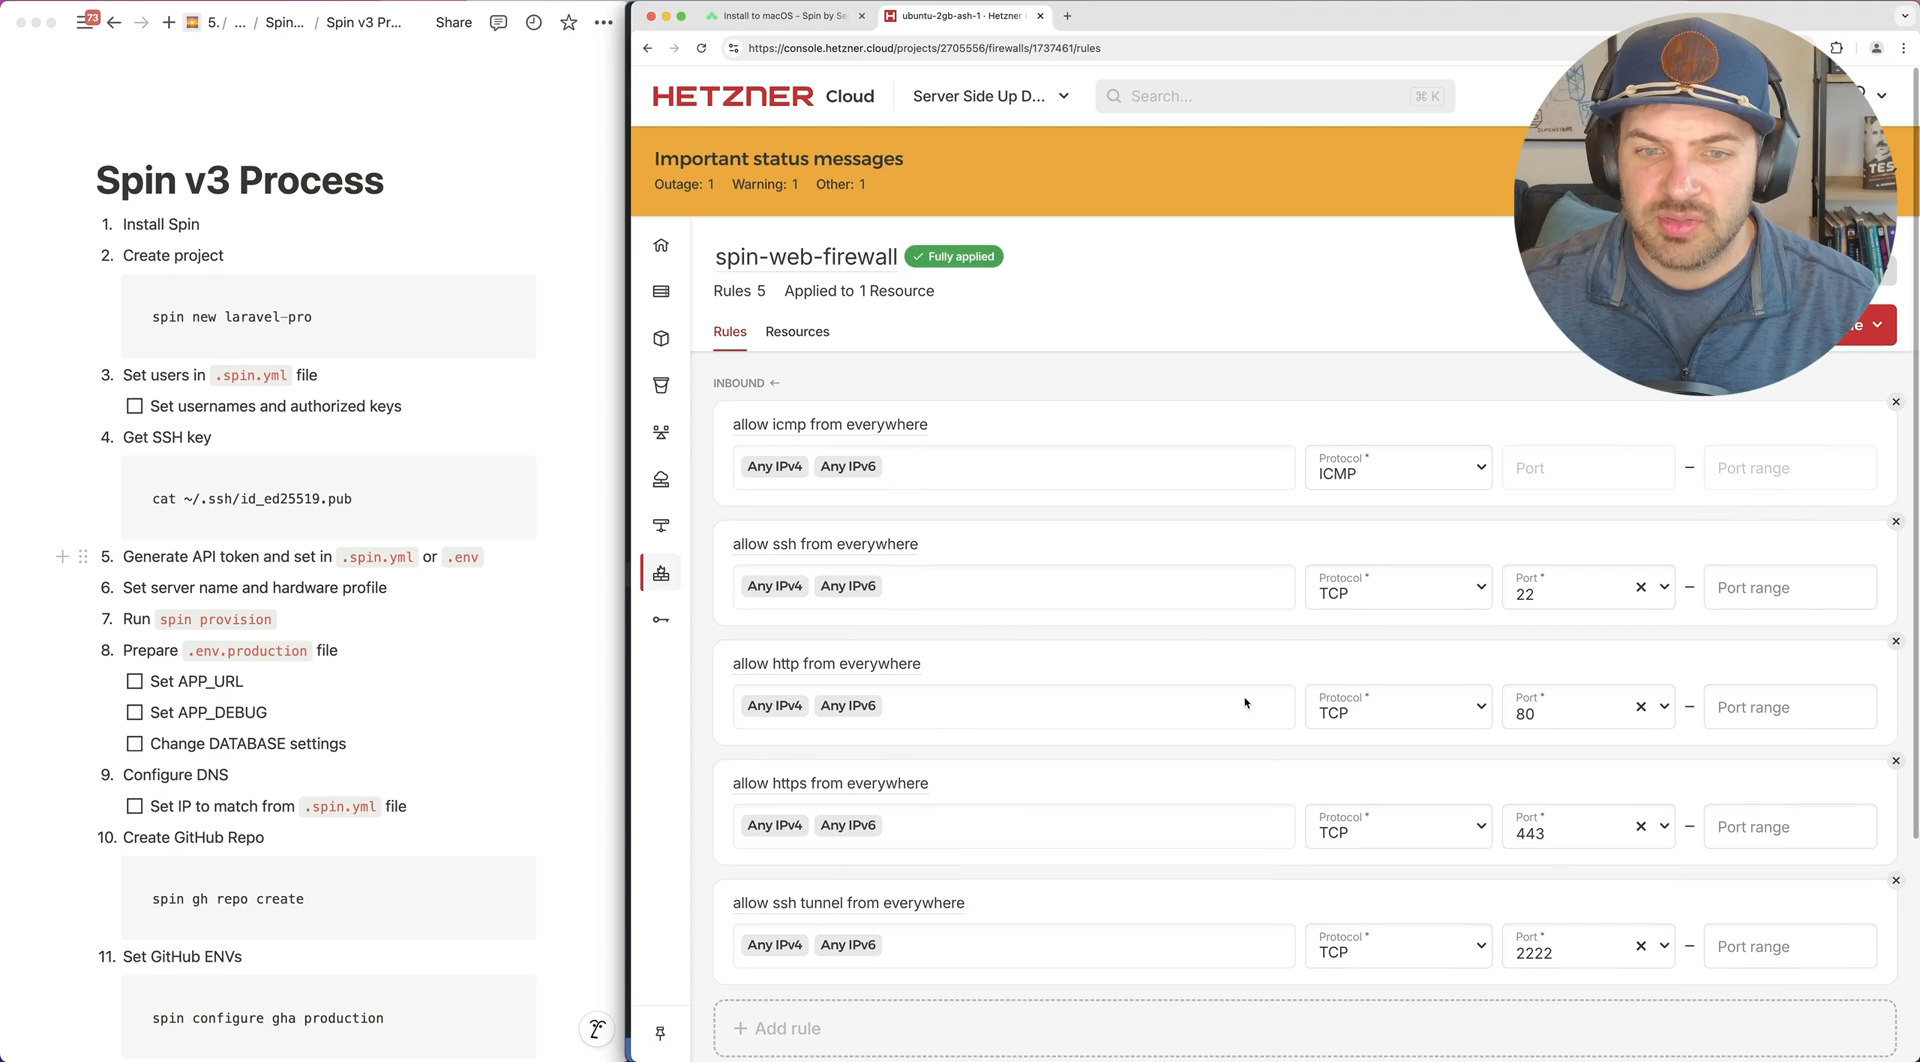 73
5./ ... / Spin... / Spin v3 Pr...
Share
Spin v3 Process
1. Install Spin
2. Create project
spin new laravel-pro
3. Set users in .spin.yml file
Set usernames and authorized keys
4. Get SSH key
cat ~/.ssh/id_ed25519.pub
5. Generate API token and set in .spin.yml or .env
6. Set server name and hardware profile
7. Run spin provision
8. Prepare .env.production file
Set APP_URL
Set APP_DEBUG
Change DATABASE settings
9. Configure DNS
Set IP to match from .spin.yml file
10. Create GitHub Repo
spin gh repo create
11. Set GitHub ENVs
spin configure gha production
Install to macOS - Spin by Se
ubuntu-2gb-ash-1 · Hetzner
https://console.hetzner.cloud/projects/2705556/firewalls/1737461/rules
HETZNER Cloud
Server Side Up D...
Search...
⌘ K
Important status messages
Outage: 1 Warning: 1 Other: 1
spin-web-firewall
Fully applied
Rules 5 Applied to 1 Resource
Rules Resources
INBOUND ←
allow icmp from everywhere
Any IPv4 Any IPv6
Protocol *
ICMP
Port – Port range
allow ssh from everywhere
Any IPv4 Any IPv6
Protocol *
TCP
Port *
22
– Port range
allow http from everywhere
Any IPv4 Any IPv6
Protocol *
TCP
Port *
80
– Port range
allow https from everywhere
Any IPv4 Any IPv6
Protocol *
TCP
Port *
443
– Port range
allow ssh tunnel from everywhere
Any IPv4 Any IPv6
Protocol *
TCP
Port *
2222
– Port range
+ Add rule